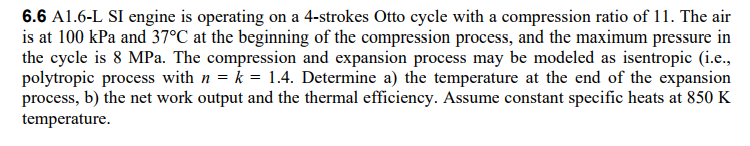 6.6 A1.6-L SI engine is operating on a 4-strokes Otto cycle with a compression ratio of 11. The air
is at 100 kPa and 37°C at the beginning of the compression process, and the maximum pressure in
the cycle is 8 MPa. The compression and expansion process may be modeled as isentropic (i.e.,
polytropic process with n = k = 1.4. Determine a) the temperature at the end of the expansion
process, b) the net work output and the thermal efficiency. Assume constant specific heats at 850 K
temperature.